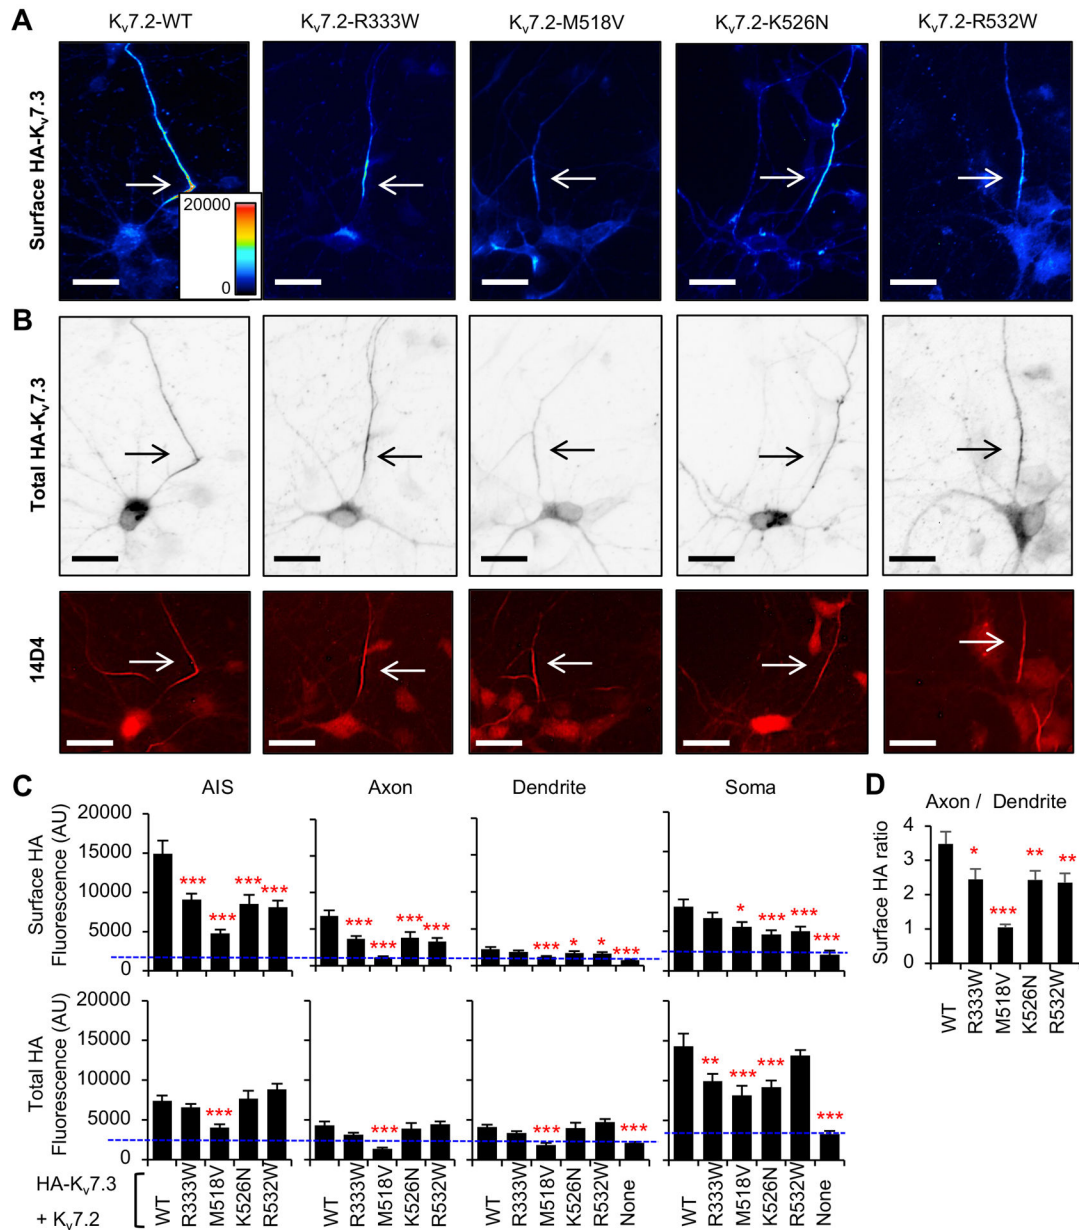 A
Kv7.2-WT
Kv7.2-R333W
Kv7.2-M518V
Kv7.2-K526N
Kv7.2-R532W
Surface HA-Kv7.3
20000
0
B
Total HA-Kv7.3
14D4
C
AIS
Axon
Dendrite
Soma
Surface HA
Fluorescence (AU)
20000
15000
10000
5000
0
***
***
***
***
***
***
***
***
***
*
*
***
*
***
***
***
Total HA
Fluorescence (AU)
20000
15000
10000
5000
0
***
***
***
***
**
***
***
***
HA-Kv7.3
+ Kv7.2
WT
R333W
M518V
K526N
R532W
WT
R333W
M518V
K526N
R532W
WT
R333W
M518V
K526N
R532W
None
WT
R333W
M518V
K526N
R532W
None
D
Axon / Dendrite
Surface HA ratio
4
3
2
1
0
*
***
**
**
WT
R333W
M518V
K526N
R532W